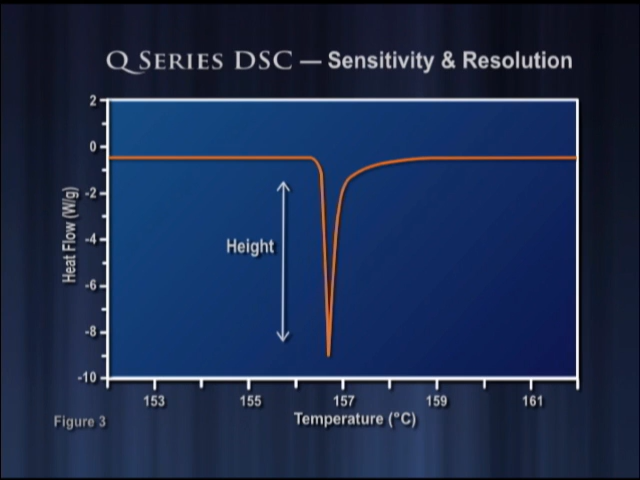 Q SERIES DSC — Sensitivity & Resolution
2
0
-2
-4
-6
-8
-10
Heat Flow (W/g)
Height
153
155
157
159
161
Temperature (°C)
Figure 3